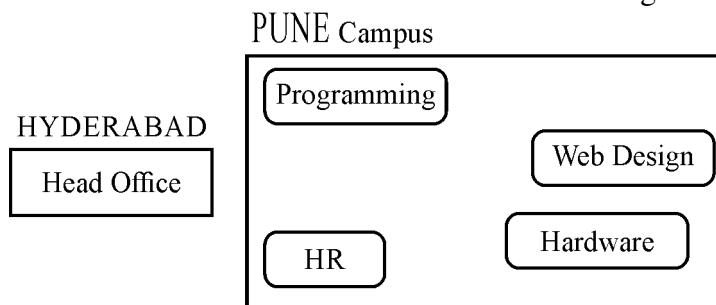 PUNE Campus
Programming
HYDERABAD
Web Design
Head Office
Hardware
HR